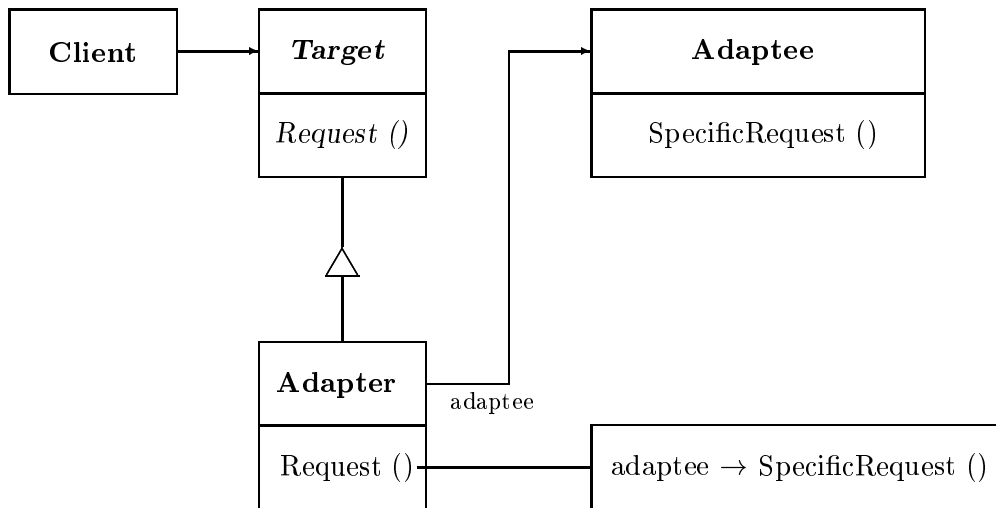 Client
Target
Adaptee
Request ()
SpecificRequest ()
Adapter
adaptee
Request ()
adaptee → SpecificRequest ()